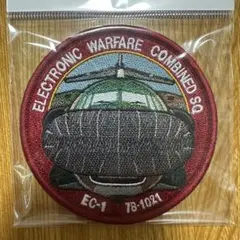 ELECTRONIC WARFARE COMBINED SQ
EC-1 78-1021